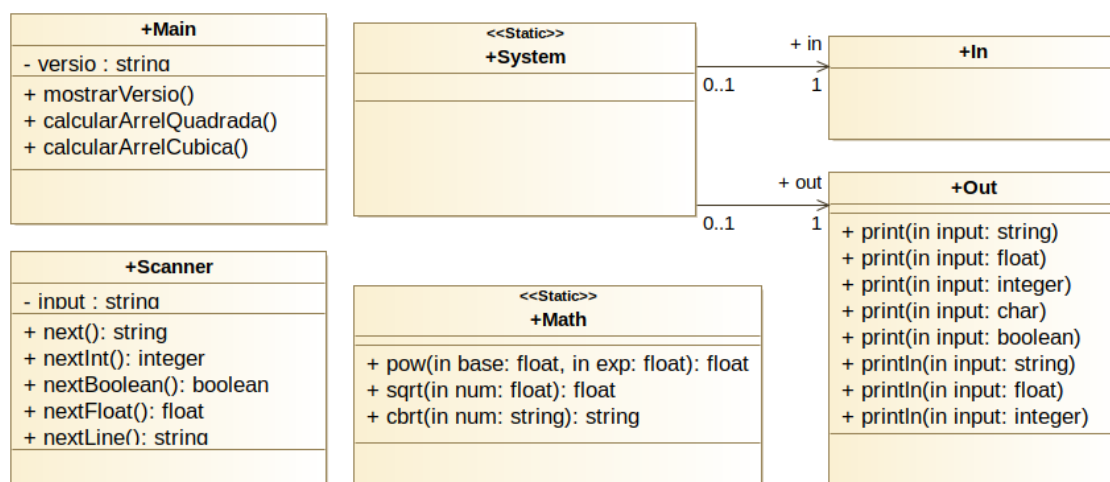 +Main
- versio : string
+ mostrarVersio()
+ calcularArrelQuadrada()
+ calcularArrelCubica()
<<Static>>
+System
+ in
0..1
1
+In
+ out
0..1
1
+Out
+ print(in input: string)
+ print(in input: float)
+ print(in input: integer)
+ print(in input: char)
+ print(in input: boolean)
+ println(in input: string)
+ println(in input: float)
+ println(in input: integer)
+Scanner
- input : string
+ next(): string
+ nextInt(): integer
+ nextBoolean(): boolean
+ nextFloat(): float
+ nextLine(): string
<<Static>>
+Math
+ pow(in base: float, in exp: float): float
+ sqrt(in num: float): float
+ cbrt(in num: string): string